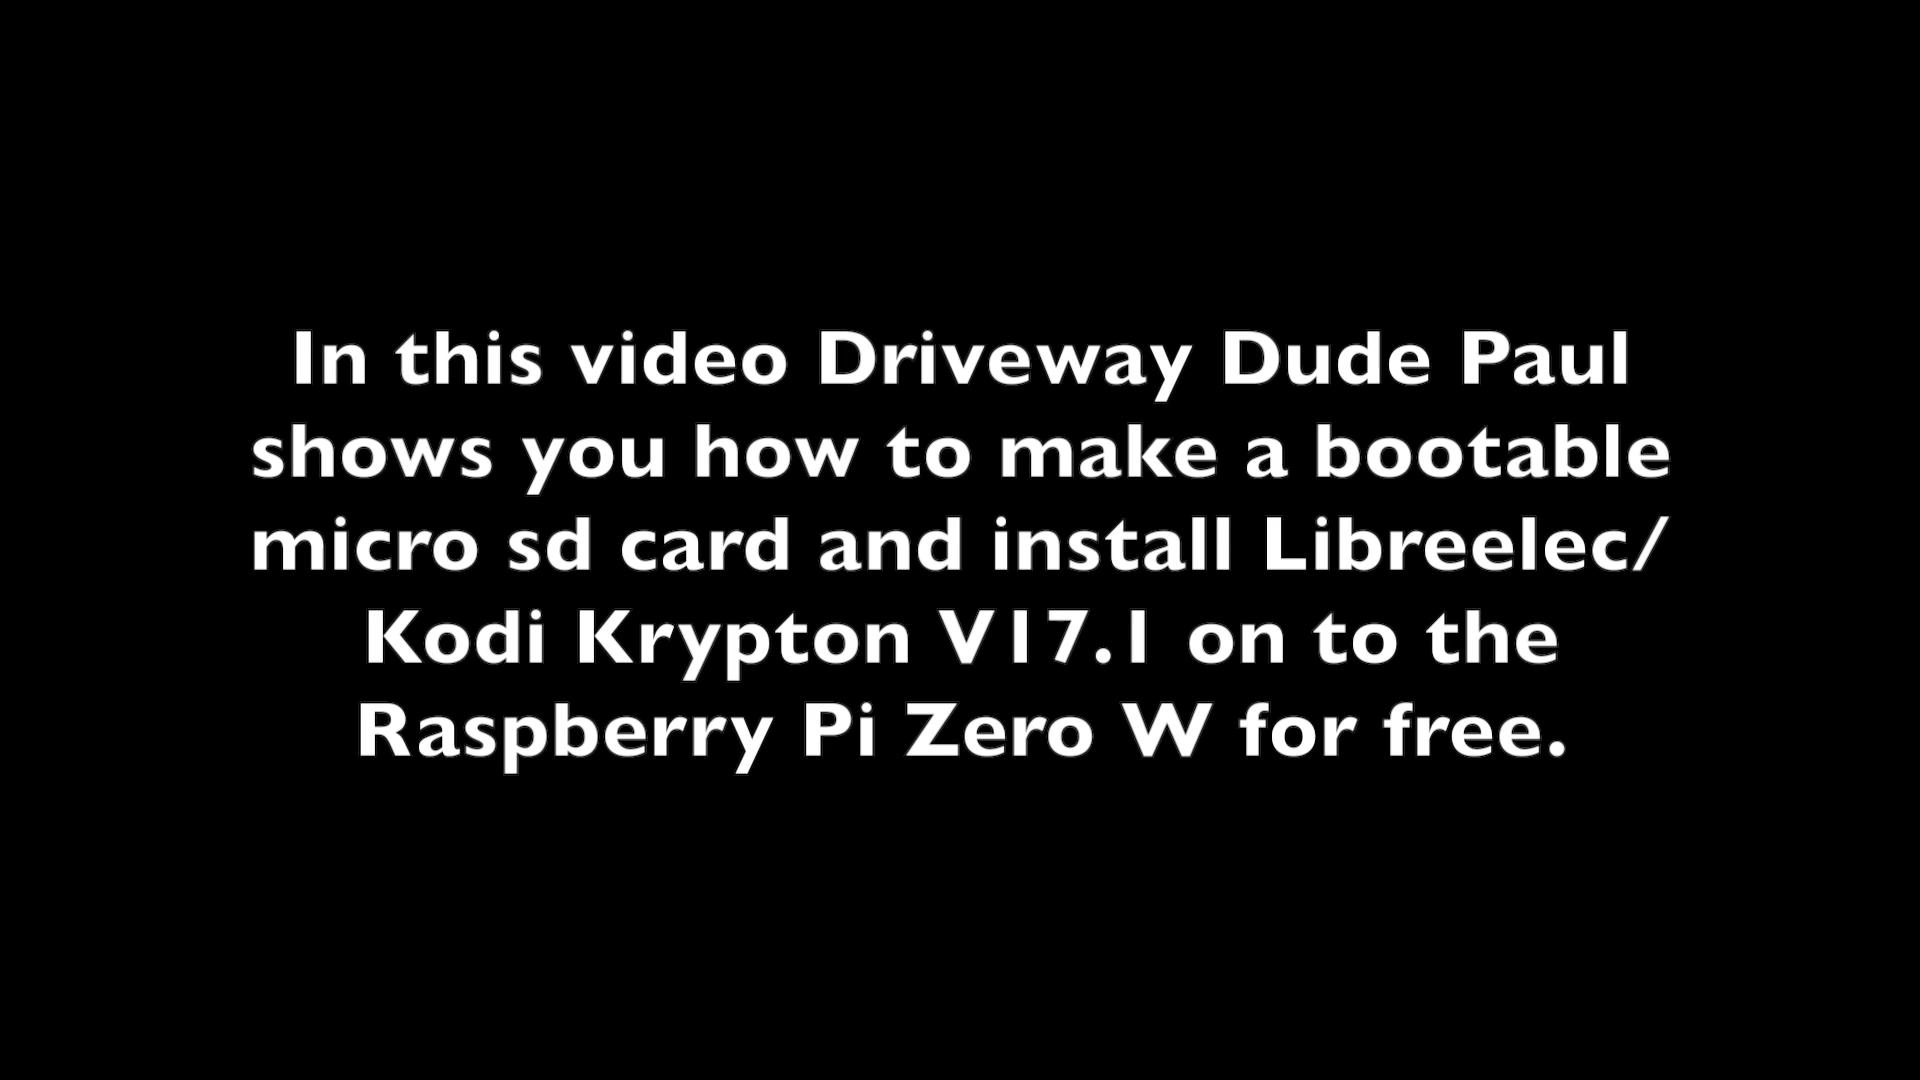 In this video Driveway Dude Paul
shows you how to make a bootable
micro sd card and install Libreelec/
Kodi Krypton V17.1 on to the
Raspberry Pi Zero W for free.